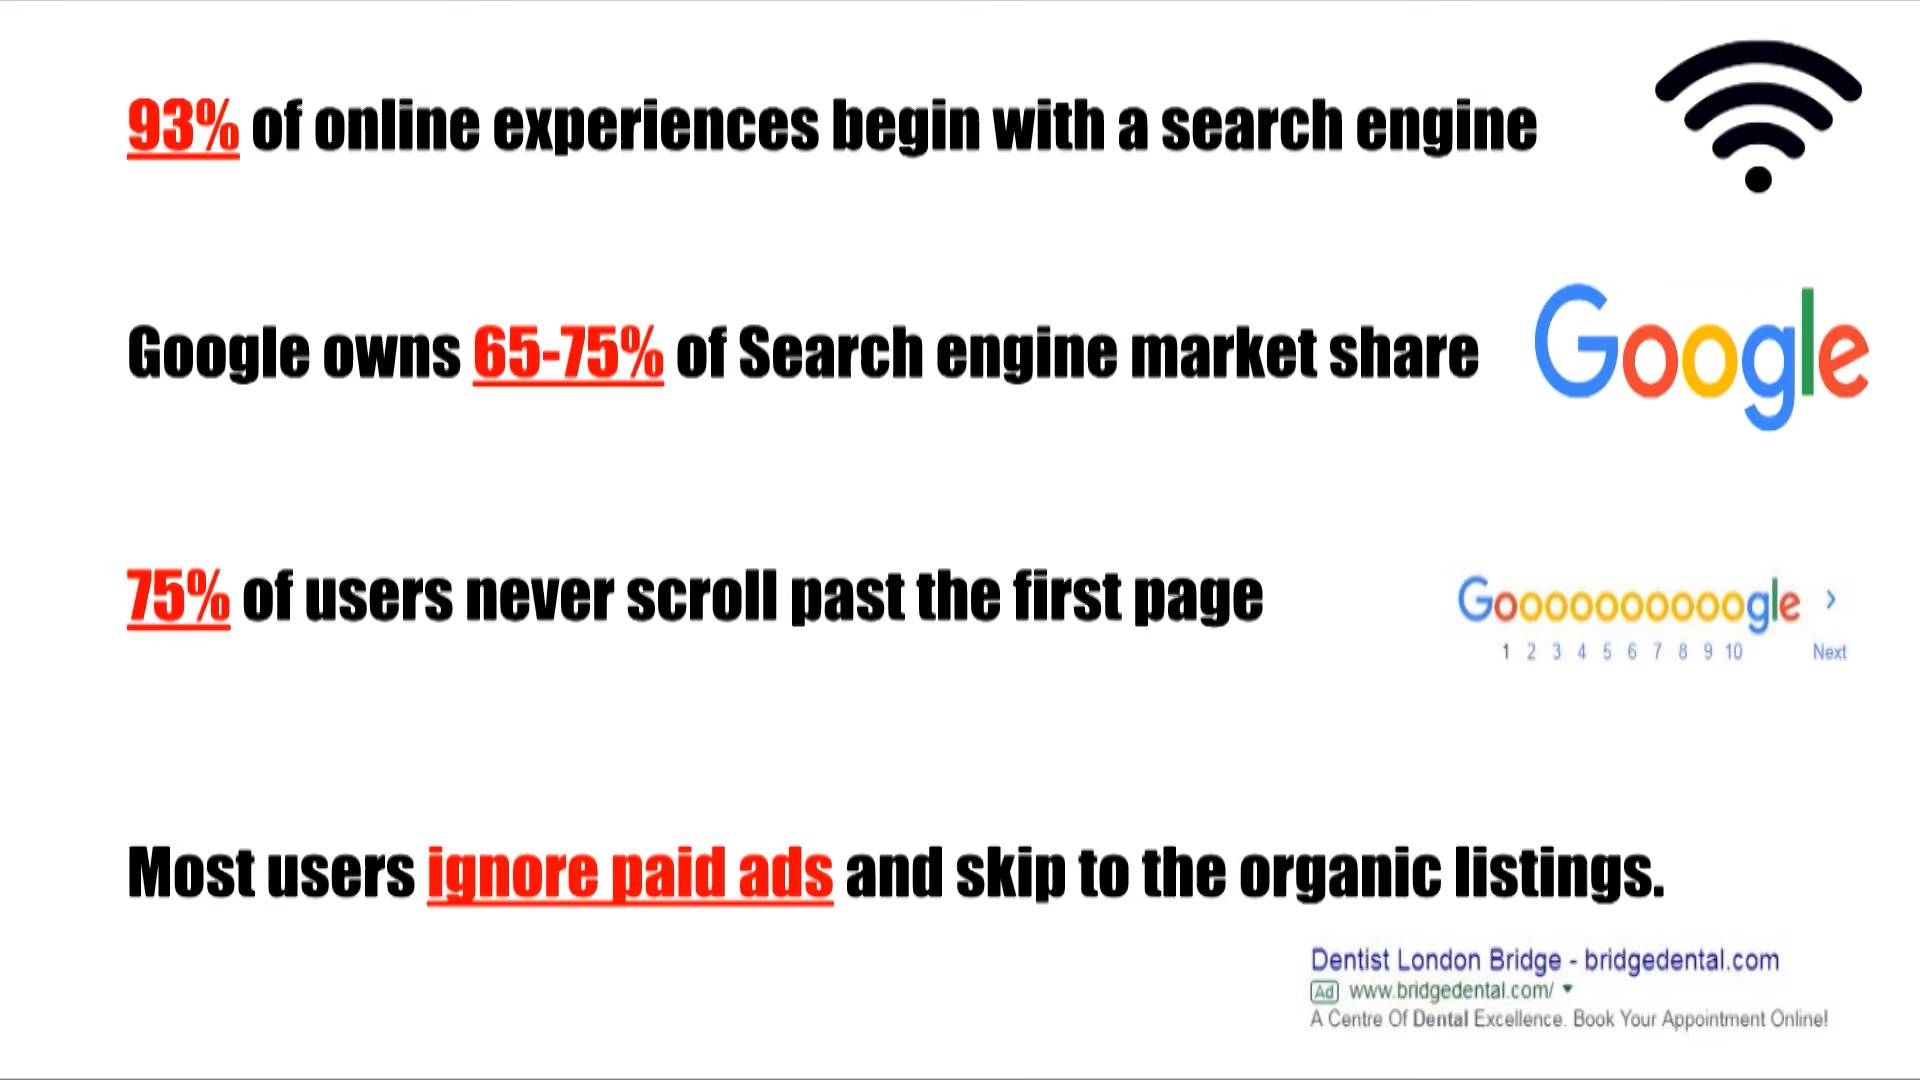 93% of online experiences begin with a search engine
Google owns 65-75% of Search engine market share
Google
75% of users never scroll past the first page
Goooooooooogle >
1 2 3 4 5 6 7 8 9 10 Next
Most users ignore paid ads and skip to the organic listings.
Dentist London Bridge - bridgedental.com
Ad www.bridgedental.com/
A Centre Of Dental Excellence. Book Your Appointment Online!